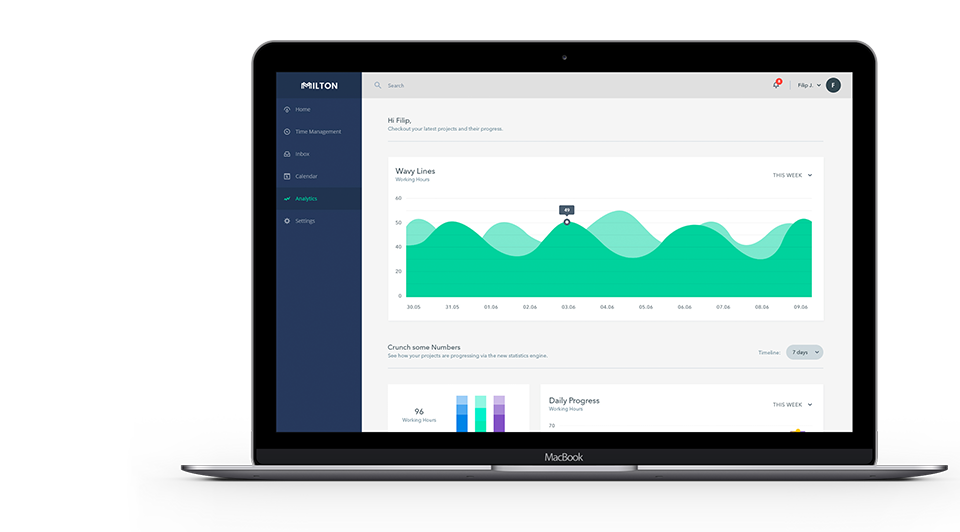 MILTON
Search
4
Filip J.
F
Home
Time Management
Inbox
Calendar
Analytics
Settings
Hi Filip,
Checkout your latest projects and their progress.
Wavy Lines
Working Hours
THIS WEEK
60
50
40
20
0
49
30.05 31.05 01.06 02.06 03.06 04.06 05.06 06.06 07.06 08.06 09.06
Crunch some Numbers
See how your projects are progressing via the new statistics engine.
Timeline: 7 days
96
Working Hours
Daily Progress
Working Hours
THIS WEEK
70
MacBook